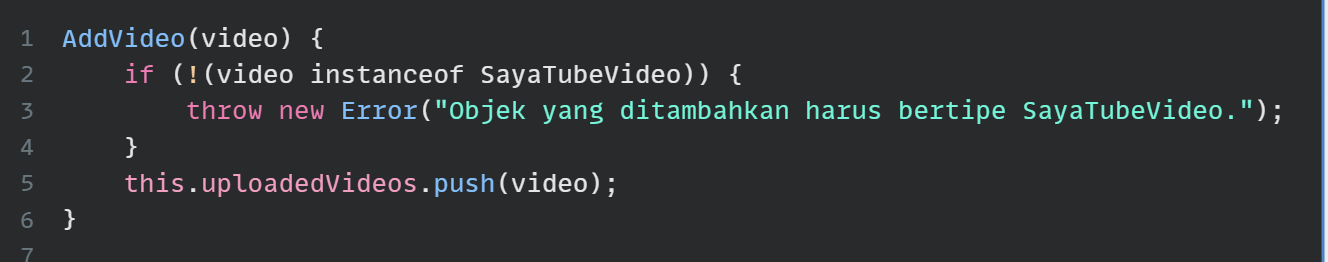 1 AddVideo(video) {
2     if (!(video instanceof SayaTubeVideo)) {
3         throw new Error("Objek yang ditambahkan harus bertipe SayaTubeVideo.");
4     }
5     this.uploadedVideos.push(video);
6 }
7